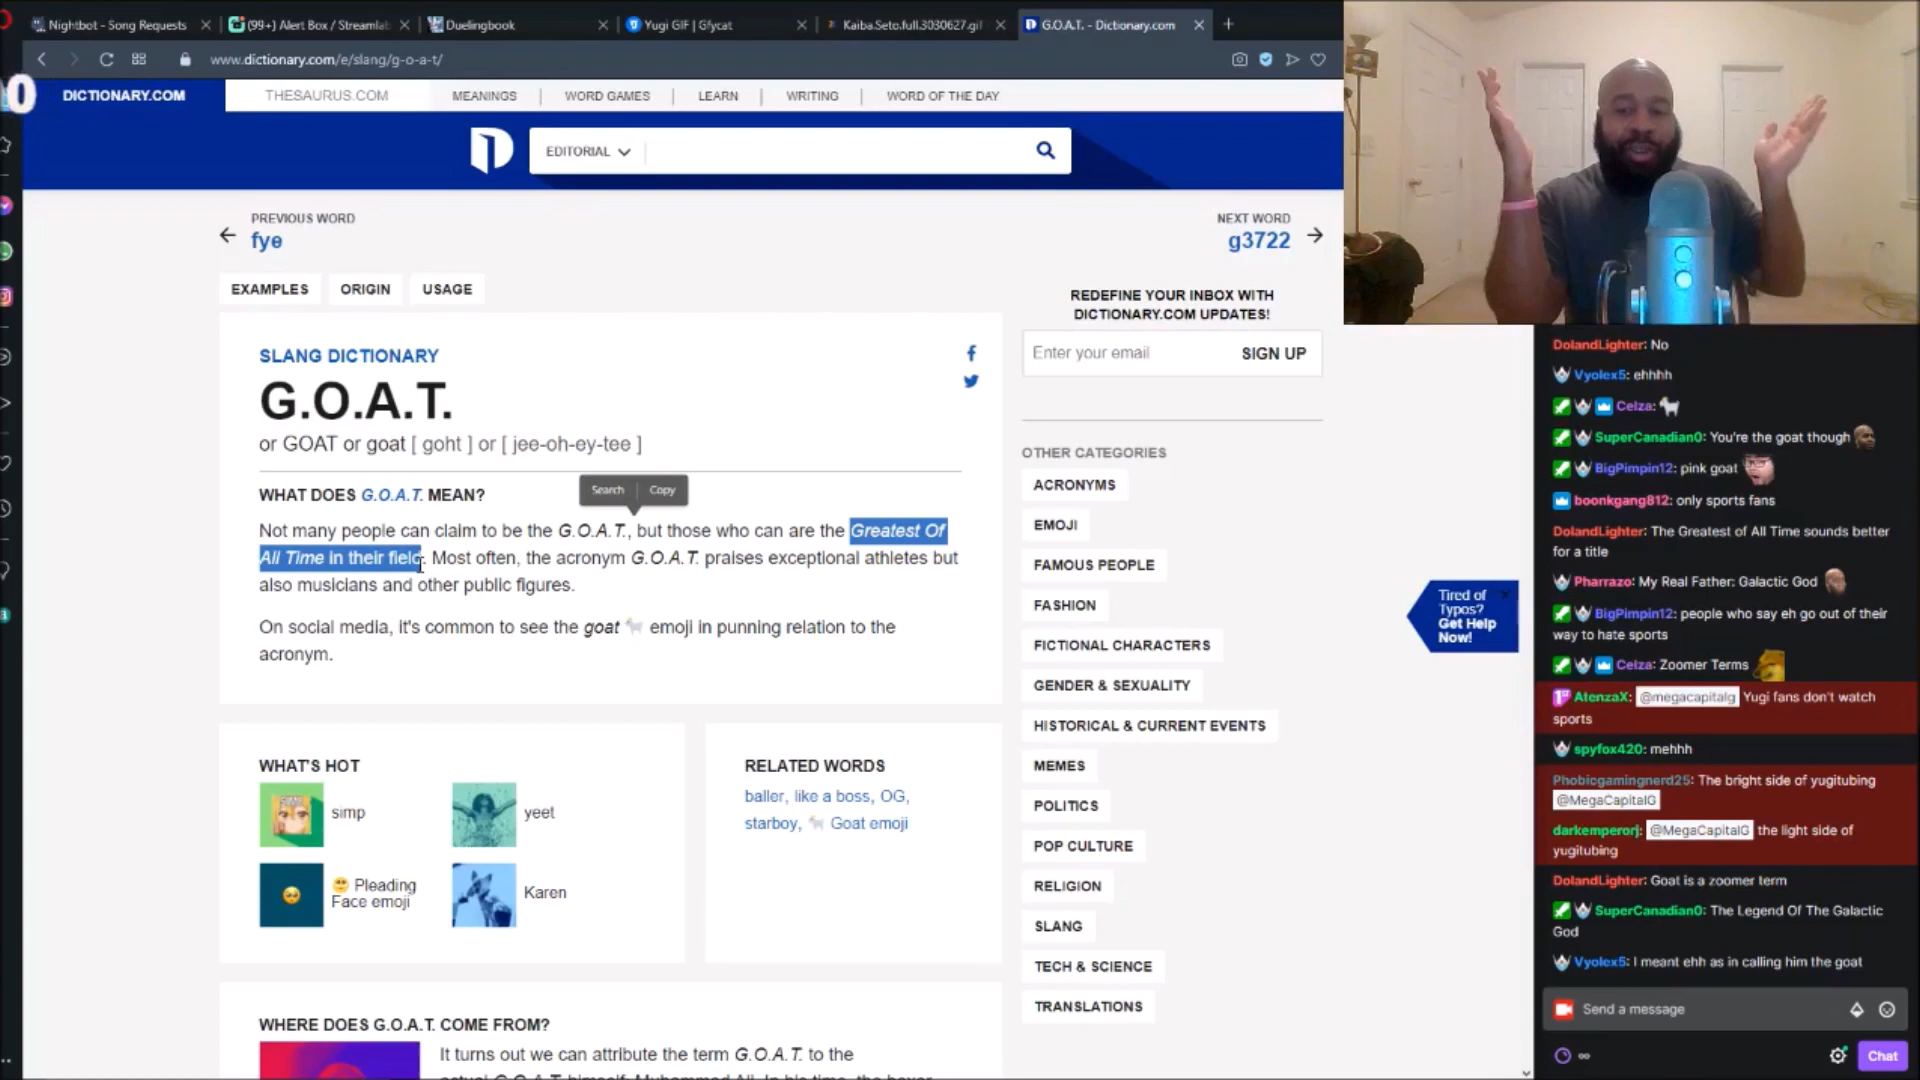 Nightbot - Song Requests
(99+) Alert Box / Streamlab
Duelingbook
Yugi GIF | Gfycat
Kaiba.Seto.full.3030627.gif
G.O.A.T. - Dictionary.com
www.dictionary.com/e/slang/g-o-a-t/
DICTIONARY.COM
THESAURUS.COM
MEANINGS
WORD GAMES
LEARN
WRITING
WORD OF THE DAY
EDITORIAL
PREVIOUS WORD
fye
NEXT WORD
g3722
EXAMPLES
ORIGIN
USAGE
SLANG DICTIONARY
G.O.A.T.
or GOAT or goat [ goht ] or [ jee-oh-ey-tee ]
WHAT DOES G.O.A.T. MEAN?
Search
Copy
Not many people can claim to be the G.O.A.T., but those who can are the Greatest Of
All Time in their field. Most often, the acronym G.O.A.T. praises exceptional athletes but
also musicians and other public figures.
On social media, it's common to see the goat 🐐 emoji in punning relation to the
acronym.
WHAT'S HOT
simp
yeet
🥺 Pleading
Face emoji
Karen
RELATED WORDS
baller, like a boss, OG,
starboy, 🐐 Goat emoji
WHERE DOES G.O.A.T. COME FROM?
It turns out we can attribute the term G.O.A.T. to the
actual G.O.A.T. himself, Muhammad Ali. In his time, the boxer
REDEFINE YOUR INBOX WITH
DICTIONARY.COM UPDATES!
Enter your email
SIGN UP
OTHER CATEGORIES
ACRONYMS
EMOJI
FAMOUS PEOPLE
FASHION
FICTIONAL CHARACTERS
GENDER & SEXUALITY
HISTORICAL & CURRENT EVENTS
MEMES
POLITICS
POP CULTURE
RELIGION
SLANG
TECH & SCIENCE
TRANSLATIONS
Tired of
Typos?
Get Help
Now!
DolandLighter: No
Vyolex5: ehhhh
Celza: 🐐
SuperCanadian0: You're the goat though
BigPimpin12: pink goat
boonkgang812: only sports fans
DolandLighter: The Greatest of All Time sounds better
for a title
Pharrazo: My Real Father: Galactic God
BigPimpin12: people who say eh go out of their
way to hate sports
Celza: Zoomer Terms
AtenzaX: @megacapitalg Yugi fans don't watch
sports
spyfox420: mehhh
Phobicgamingnerd25: The bright side of yugitubing
@MegaCapitalG
darkemperorj: @MegaCapitalG the light side of
yugitubing
DolandLighter: Goat is a zoomer term
SuperCanadian0: The Legend Of The Galactic
God
Vyolex5: I meant ehh as in calling him the goat
Send a message
Chat